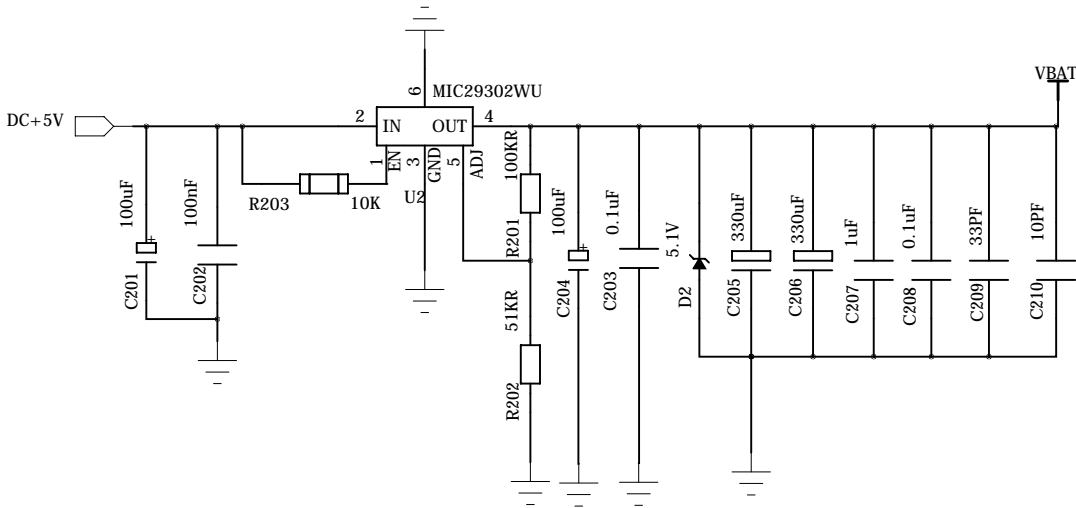 VBAT
6
MIC29302WU
DC+5V
2
IN
OUT
4
1
EN
3
GND
5
ADJ
U2
R203
10K
100uF
C201
100nF
C202
100KR
R201
51KR
R202
100uF
+
C204
0.1uF
C203
5.1V
D2
330uF
C205
330uF
C206
1uF
C207
0.1uF
C208
33PF
C209
10PF
C210
+